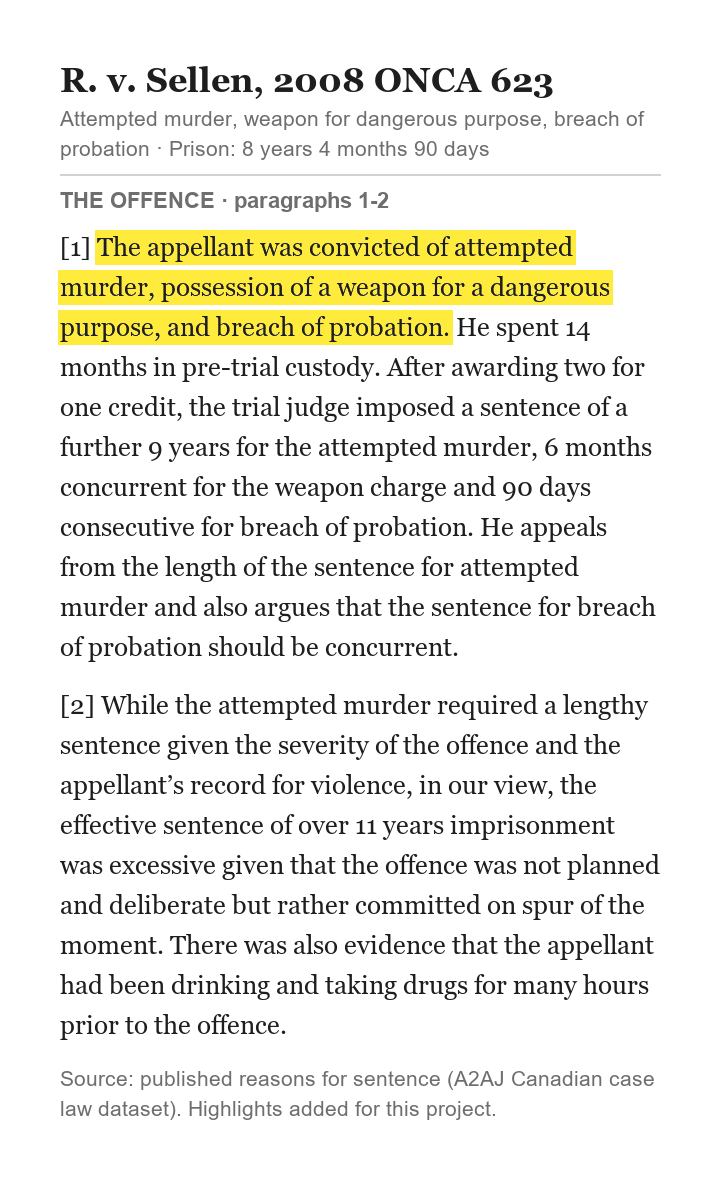 R. v. Sellen, 2008 ONCA 623
Attempted murder, weapon for dangerous purpose, breach of
probation · Prison: 8 years 4 months 90 days
THE OFFENCE · paragraphs 1-2
[1] The appellant was convicted of attempted
murder, possession of a weapon for a dangerous
purpose, and breach of probation. He spent 14
months in pre-trial custody. After awarding two for
one credit, the trial judge imposed a sentence of a
further 9 years for the attempted murder, 6 months
concurrent for the weapon charge and 90 days
consecutive for breach of probation. He appeals
from the length of the sentence for attempted
murder and also argues that the sentence for breach
of probation should be concurrent.
[2] While the attempted murder required a lengthy
sentence given the severity of the offence and the
appellant’s record for violence, in our view, the
effective sentence of over 11 years imprisonment
was excessive given that the offence was not planned
and deliberate but rather committed on spur of the
moment. There was also evidence that the appellant
had been drinking and taking drugs for many hours
prior to the offence.
Source: published reasons for sentence (A2AJ Canadian case
law dataset). Highlights added for this project.